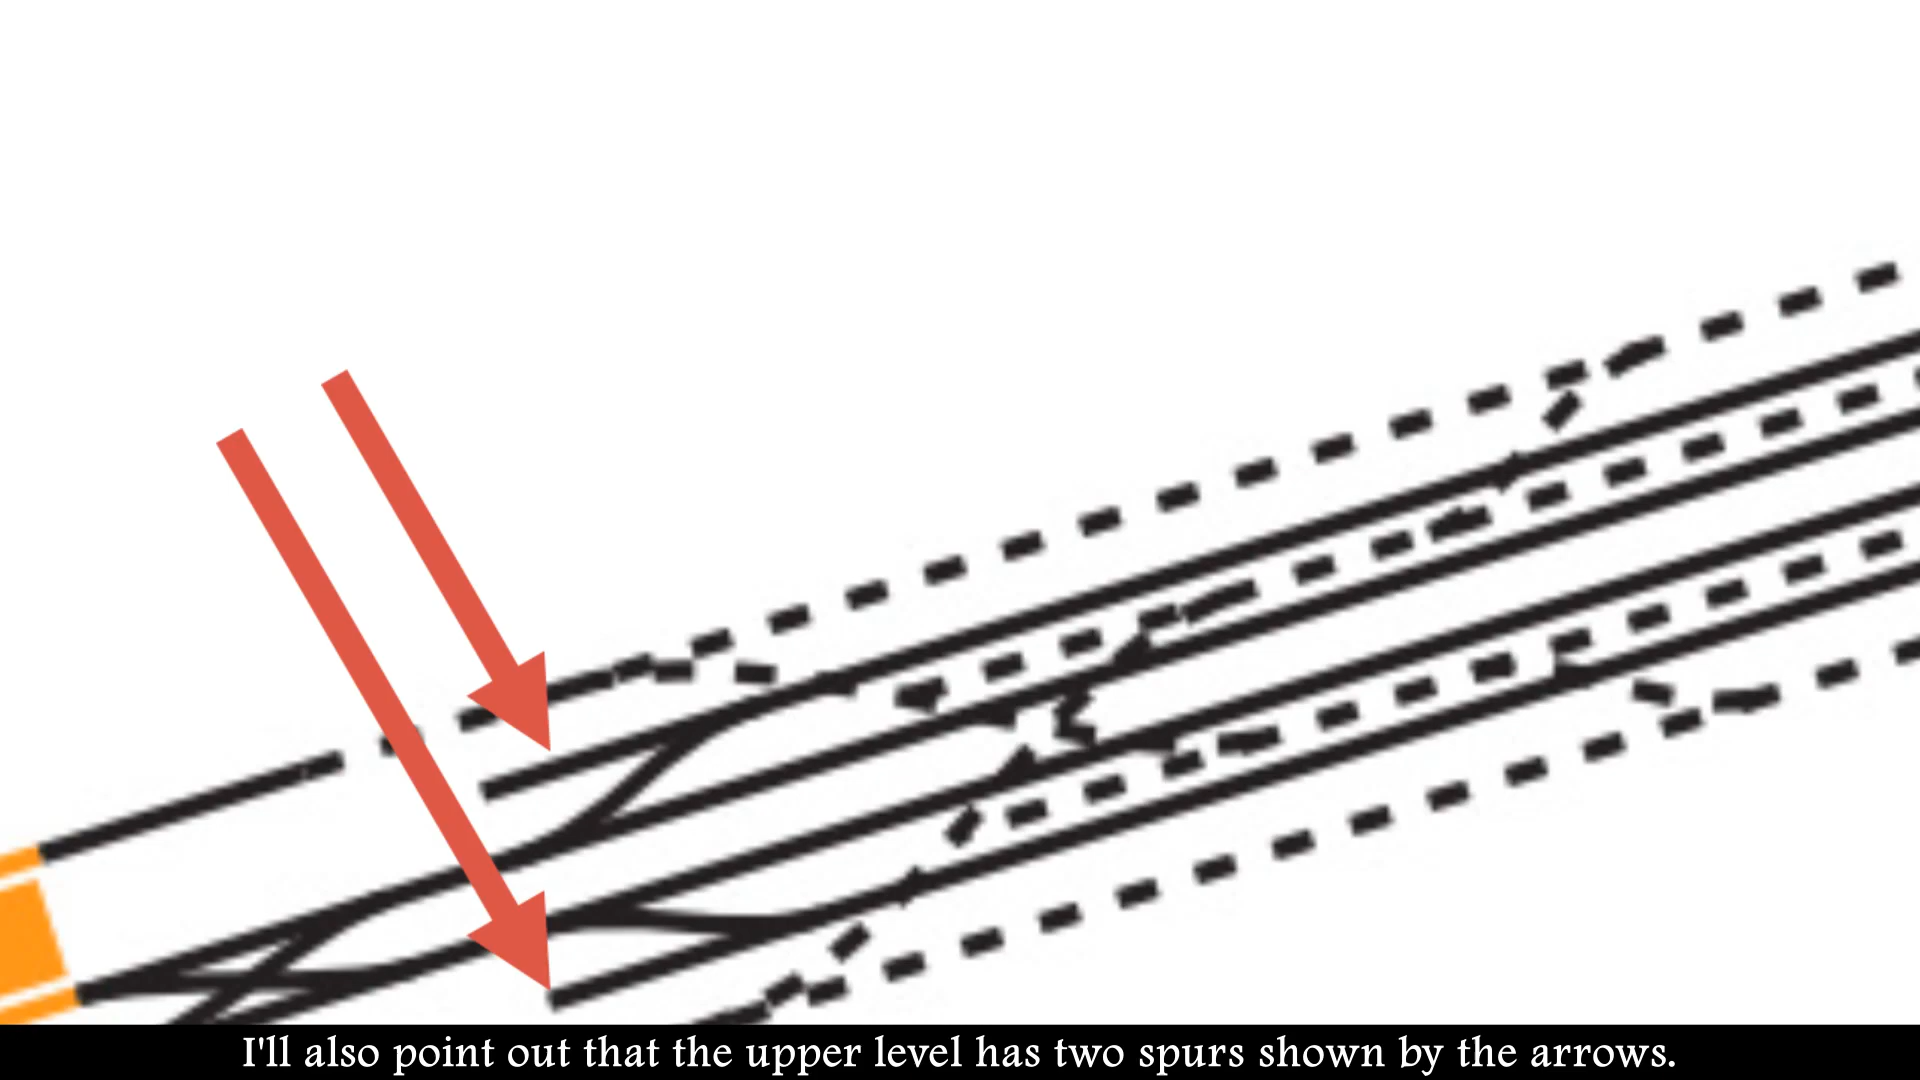 I'll also point out that the upper level has two spurs shown by the arrows.